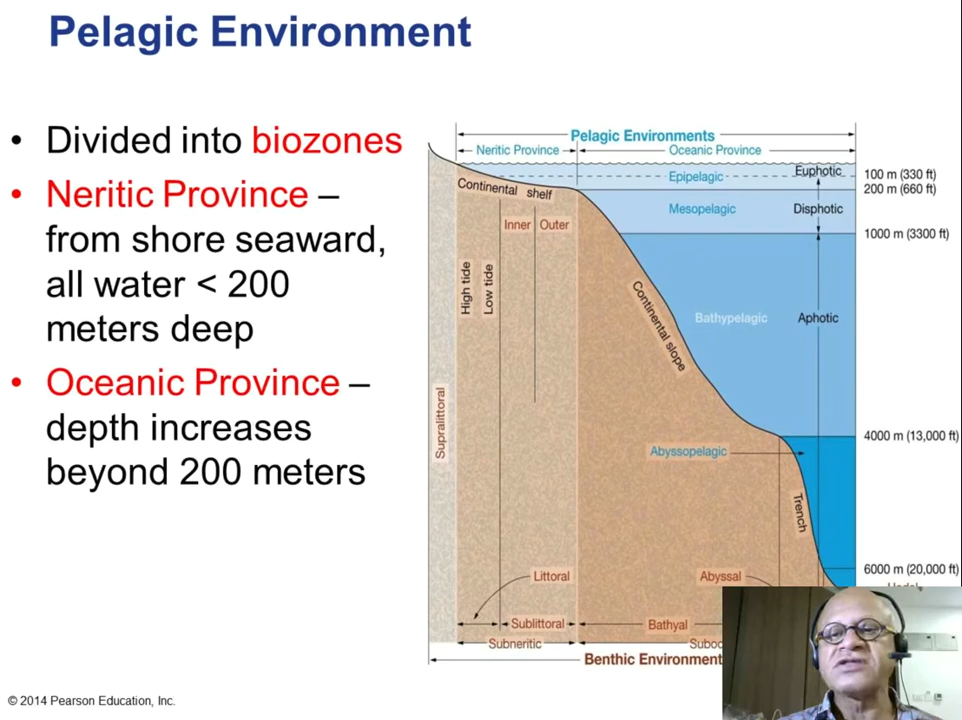 Pelagic Environment
• Divided into biozones
• Neritic Province –
from shore seaward,
all water < 200
meters deep
• Oceanic Province –
depth increases
beyond 200 meters
Pelagic Environments
Neritic Province
Oceanic Province
Epipelagic
Euphotic
100 m (330 ft)
200 m (660 ft)
Continental shelf
Mesopelagic
Disphotic
Inner
Outer
1000 m (3300 ft)
High tide
Low tide
Continental slope
Bathypelagic
Aphotic
Supralittoral
4000 m (13,000 ft)
Abyssopelagic
Trench
6000 m (20,000 ft)
Littoral
Abyssal
Sublittoral
Bathyal
Subneritic
Benthic Environment
© 2014 Pearson Education, Inc.